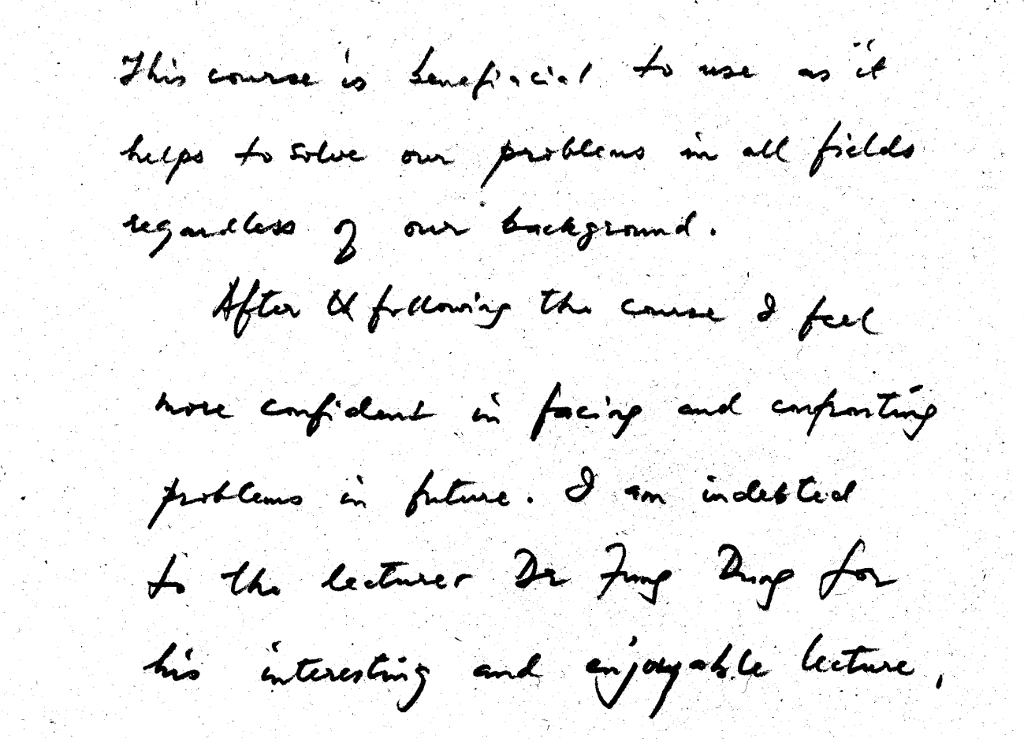 This course is beneficial to use as it
helps to solve our problems in all fields
regardless of our background.
After following the course I feel
more confident in facing and confronting
problems in future. I am indebted
to the lecturer Dr Fung Dung for
his interesting and enjoyable lecture,